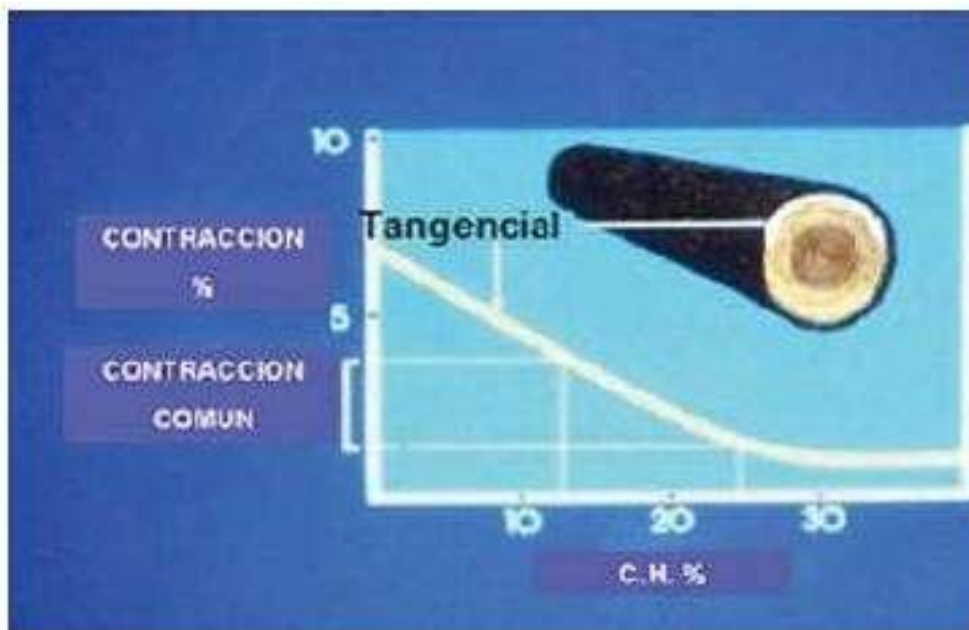 10
Tangencial
CONTRACCION
%
5
CONTRACCION
COMUN
10 20 30
C.H. %